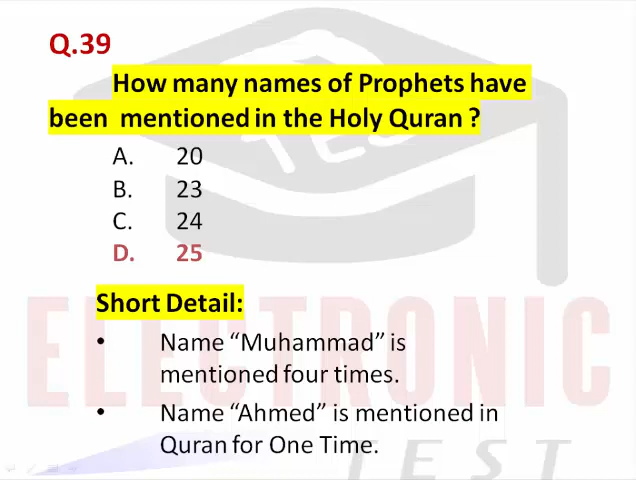 Q.39
How many names of Prophets have
been mentioned in the Holy Quran ?
A. 20
B. 23
C. 24
D. 25
Short Detail:
• Name “Muhammad” is
mentioned four times.
• Name “Ahmed” is mentioned in
Quran for One Time.
TEST
ELECTRONIC
TEST